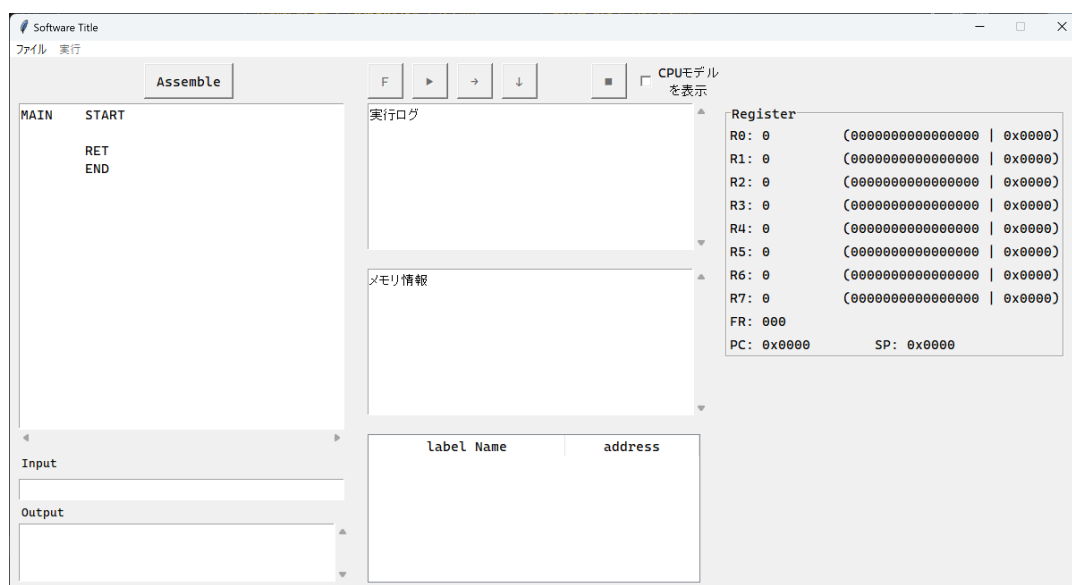 Software Title
ファイル 実行
Assemble
F ▶ → ↓ ■
CPUモデル
を表示
MAIN START
RET
END
Input
Output
実行ログ
メモリ情報
label Name address
Register
R0: 0 (0000000000000000 | 0x0000)
R1: 0 (0000000000000000 | 0x0000)
R2: 0 (0000000000000000 | 0x0000)
R3: 0 (0000000000000000 | 0x0000)
R4: 0 (0000000000000000 | 0x0000)
R5: 0 (0000000000000000 | 0x0000)
R6: 0 (0000000000000000 | 0x0000)
R7: 0 (0000000000000000 | 0x0000)
FR: 000
PC: 0x0000 SP: 0x0000